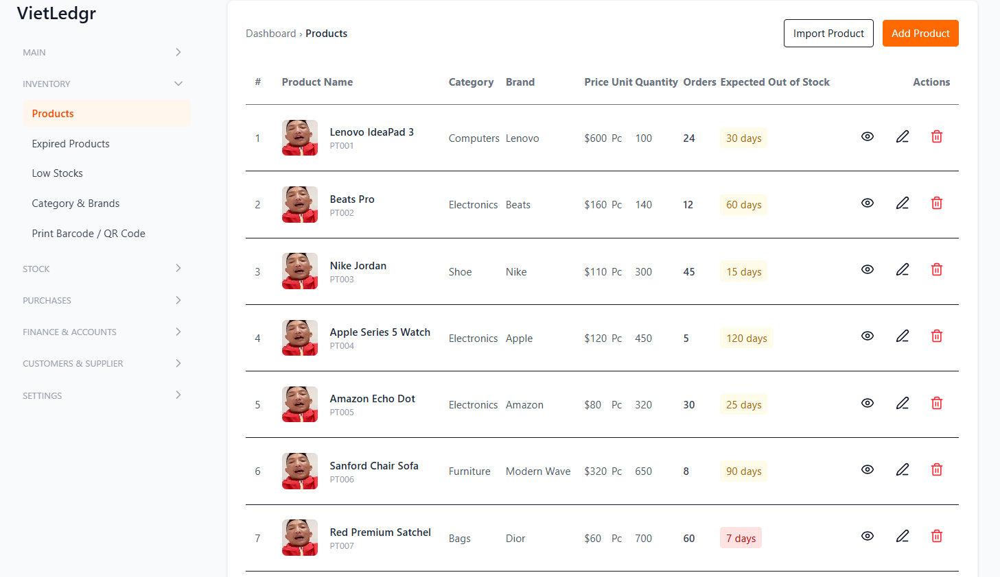 VietLedgr
MAIN
INVENTORY
Products
Expired Products
Low Stocks
Category & Brands
Print Barcode / QR Code
STOCK
PURCHASES
FINANCE & ACCOUNTS
CUSTOMERS & SUPPLIER
SETTINGS
Dashboard › Products
Import Product
Add Product
# Product Name Category Brand Price Unit Quantity Orders Expected Out of Stock Actions
1 Lenovo IdeaPad 3 Computers Lenovo $600 Pc 100 24 30 days
PT001
2 Beats Pro Electronics Beats $160 Pc 140 12 60 days
PT002
3 Nike Jordan Shoe Nike $110 Pc 300 45 15 days
PT003
4 Apple Series 5 Watch Electronics Apple $120 Pc 450 5 120 days
PT004
5 Amazon Echo Dot Electronics Amazon $80 Pc 320 30 25 days
PT005
6 Sanford Chair Sofa Furniture Modern Wave $320 Pc 650 8 90 days
PT006
7 Red Premium Satchel Bags Dior $60 Pc 700 60 7 days
PT007